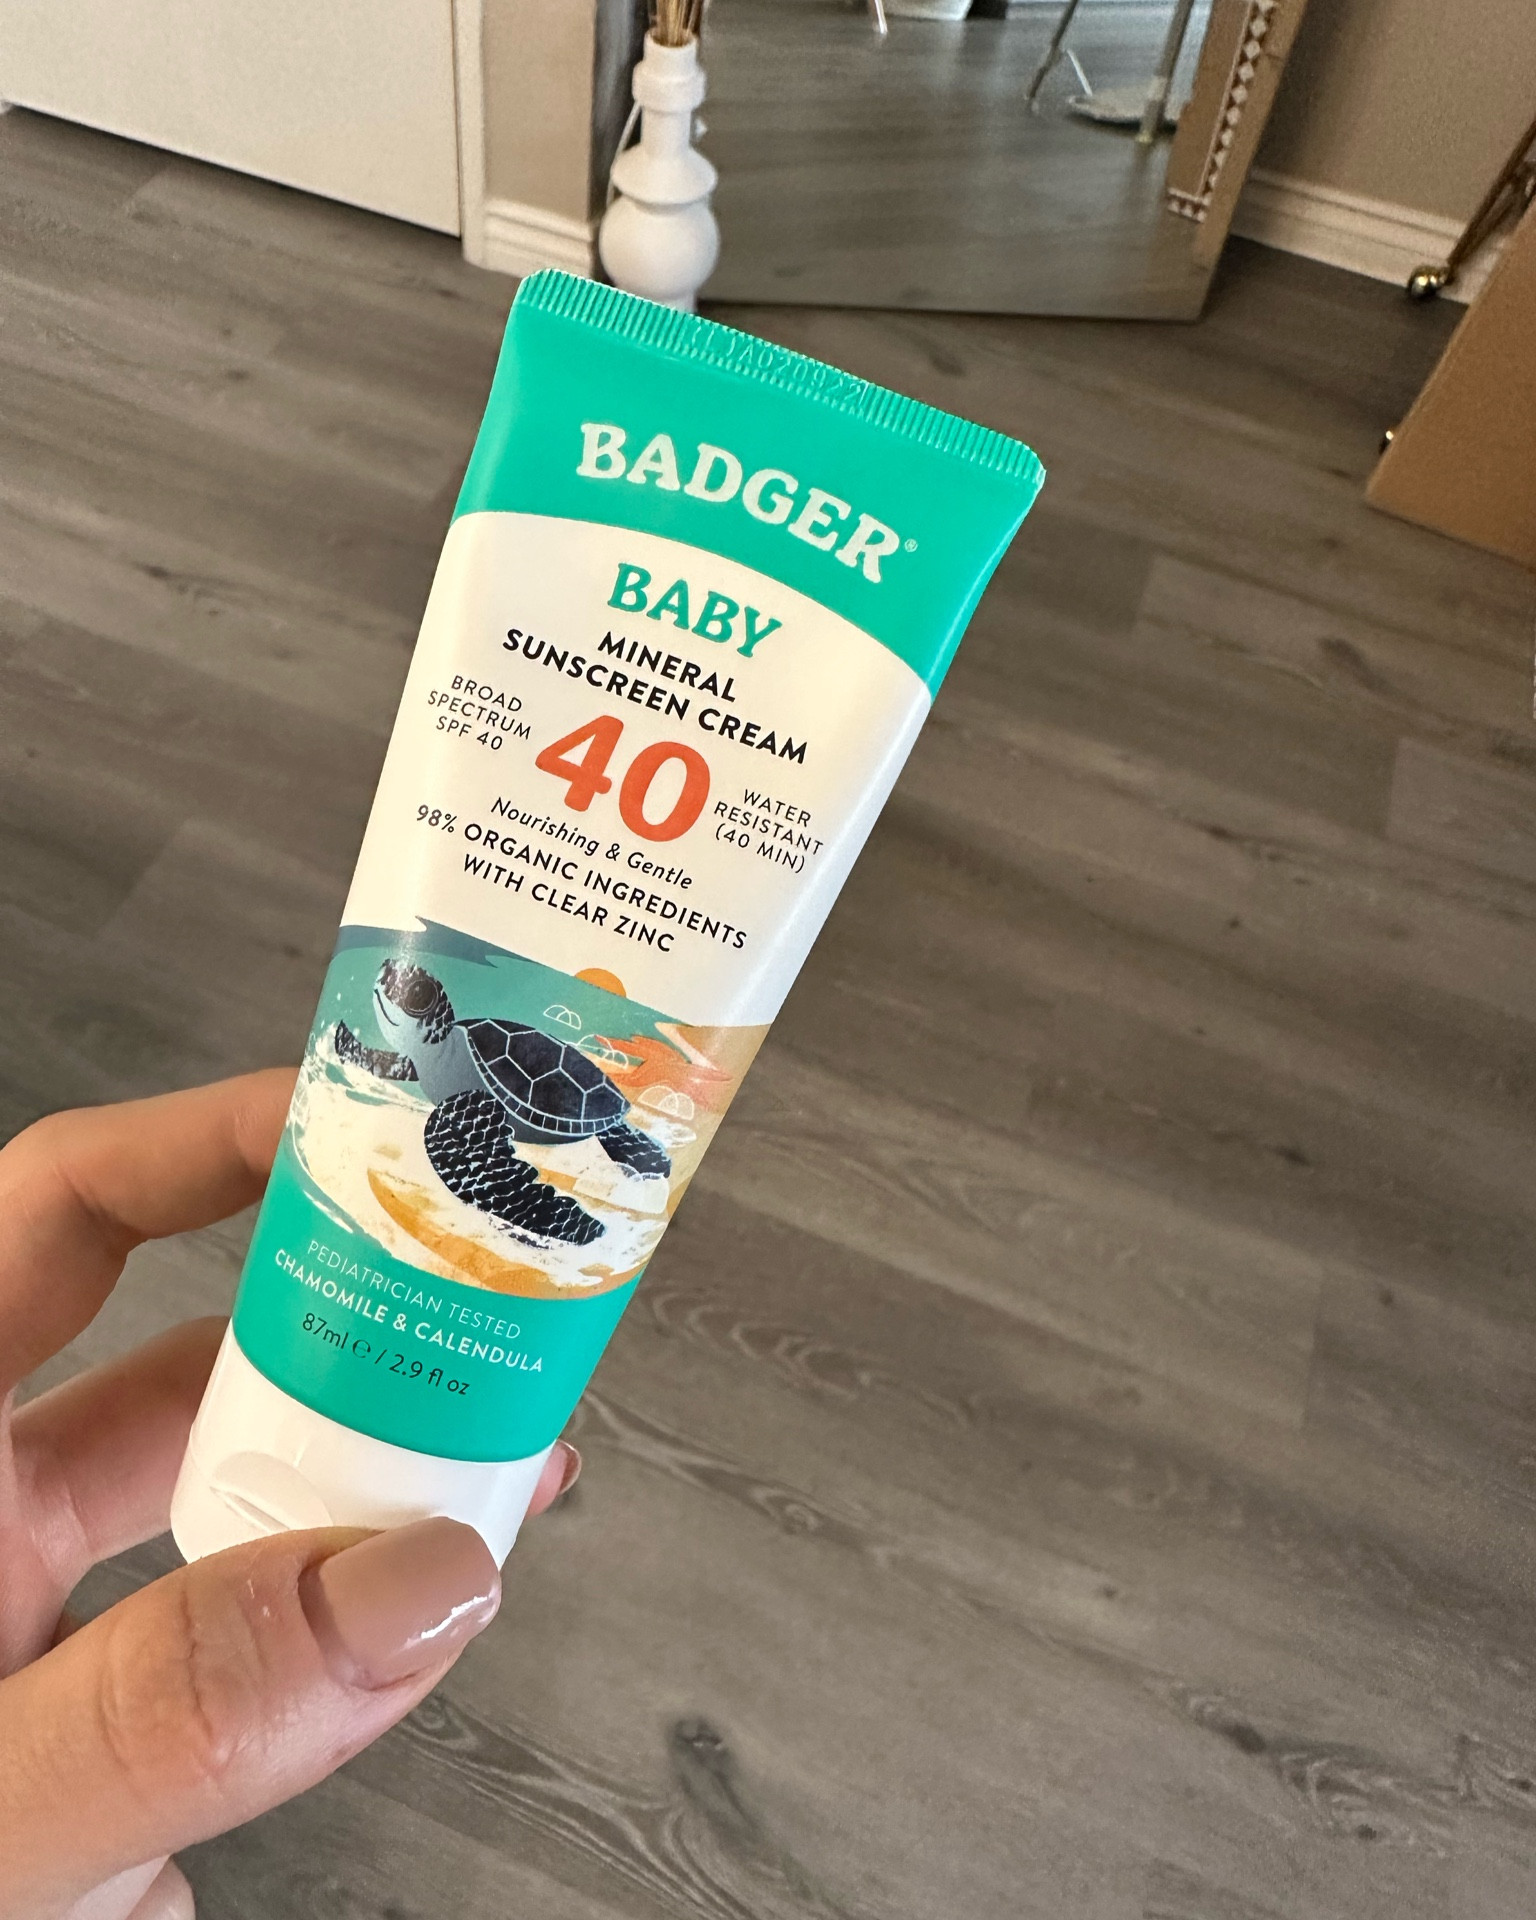 BADGER®
BABY
MINERAL
SUNSCREEN CREAM
BROAD
SPECTRUM
SPF 40
40
WATER
RESISTANT
(40 MIN)
Nourishing & Gentle
98% ORGANIC INGREDIENTS
WITH CLEAR ZINC
PEDIATRICIAN TESTED
CHAMOMILE & CALENDULA
87ml ℮ / 2.9 fl oz